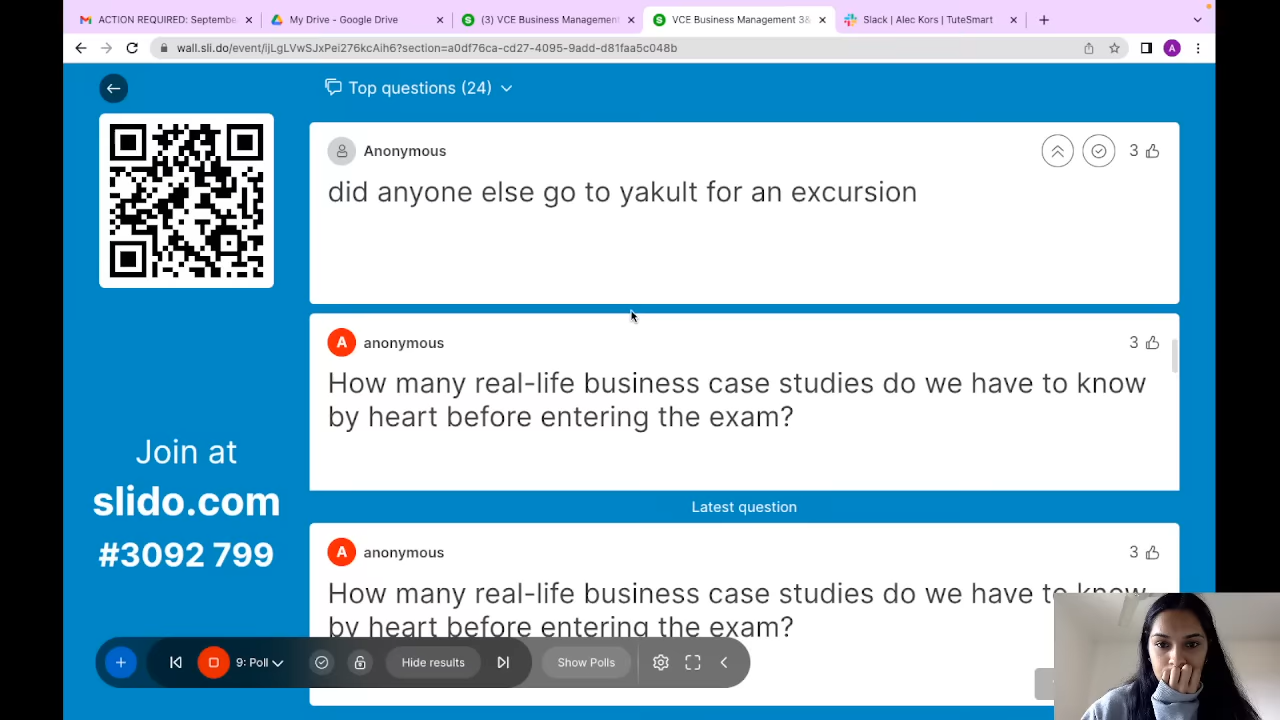 ACTION REQUIRED: Septembe
My Drive - Google Drive
(3) VCE Business Management
VCE Business Management 3&
Slack | Alec Kors | TuteSmart
wall.sli.do/event/ijLgLVwSJxPei276kcAih6?section=a0df76ca-cd27-4095-9add-d81faa5c048b
A
Top questions (24)
Anonymous
3
did anyone else go to yakult for an excursion
A
anonymous
3
How many real-life business case studies do we have to know
by heart before entering the exam?
Latest question
A
anonymous
3
How many real-life business case studies do we have to know
by heart before entering the exam?
Join at
slido.com
#3092 799
9: Poll
Hide results
Show Polls